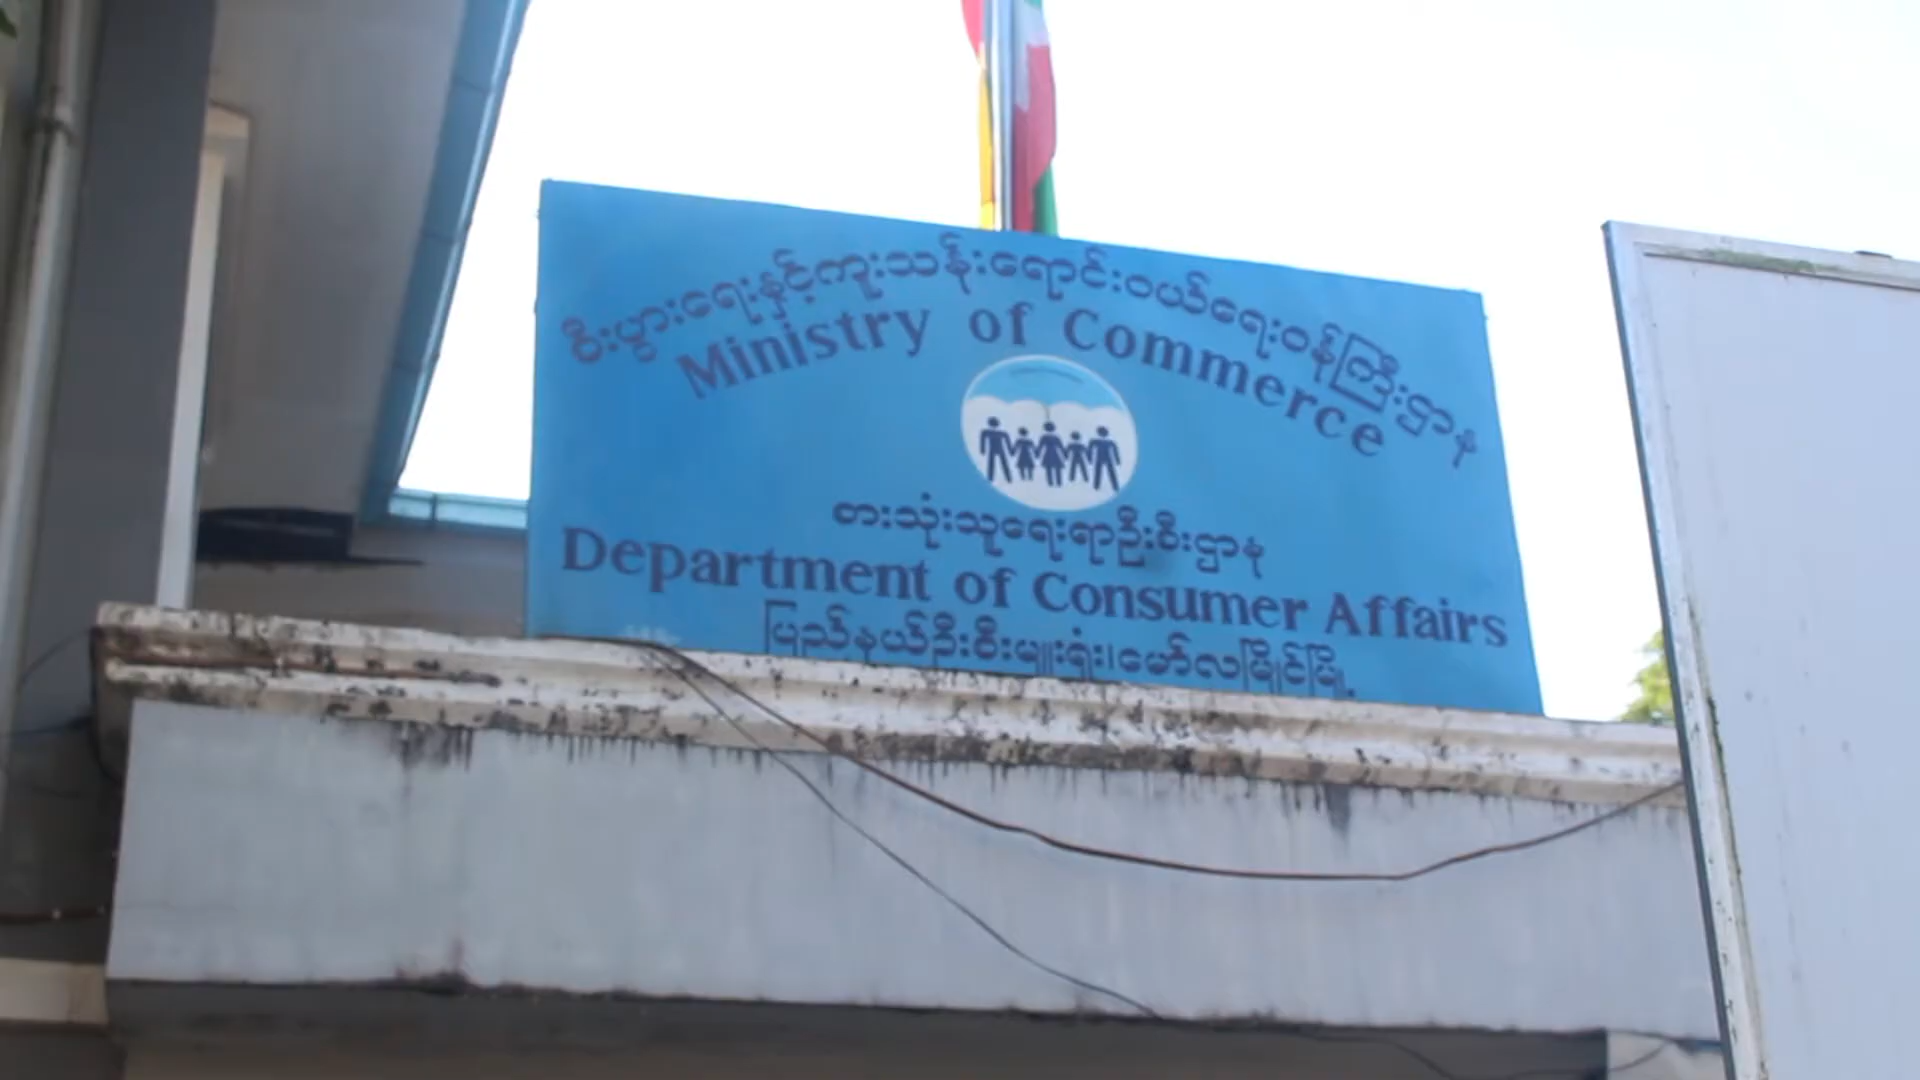 စီးပွားရေးနှင့်ကူးသန်းရောင်းဝယ်ရေးဝန်ကြီးဌာန
Ministry of Commerce
စားသုံးသူရေးရာဦးစီးဌာန
Department of Consumer Affairs
ပြည်နယ်ဦးစီးမှူးရုံး၊မော်လမြိုင်မြို့